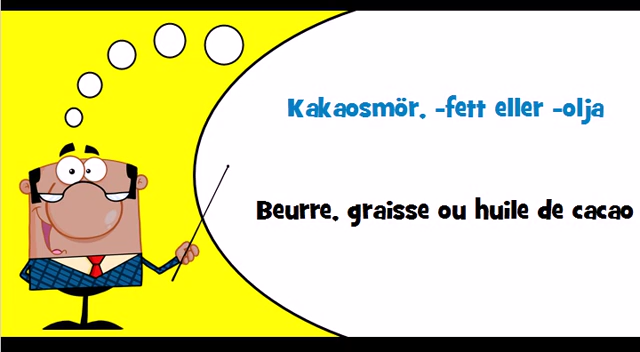 Kakaosmör, -fett eller -olja
Beurre, graisse ou huile de cacao